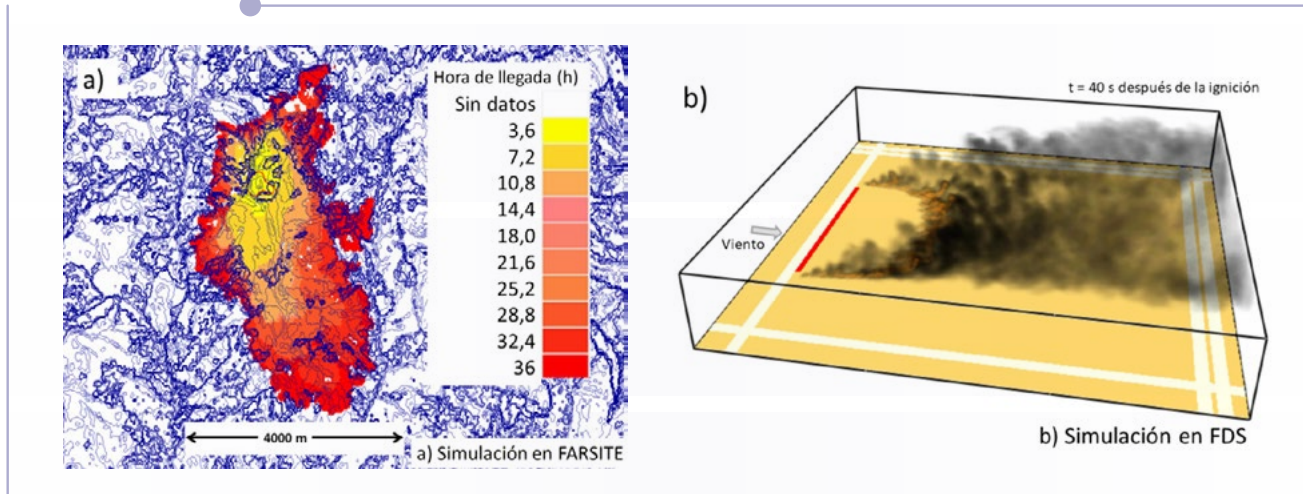 a)
Hora de llegada (h)
Sin datos
3,6
7,2
10,8
14,4
18,0
21,6
25,2
28,8
32,4
36
4000 m
a) Simulación en FARSITE
b)
t = 40 s después de la ignición
Viento
b) Simulación en FDS